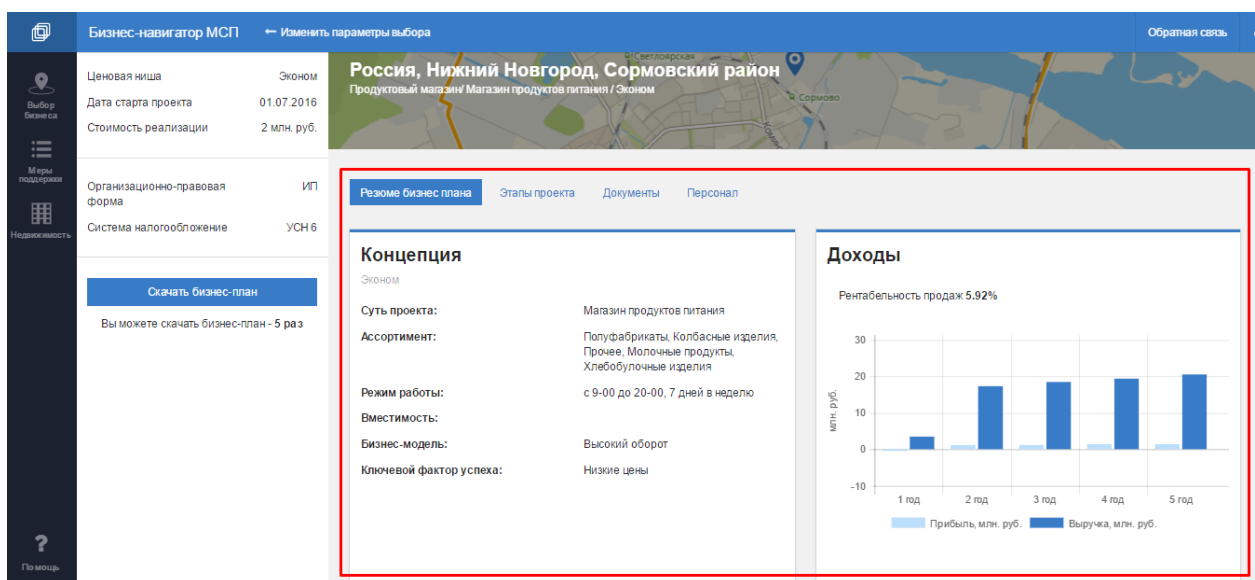 Бизнес-навигатор МСП ← Изменить параметры выбора Обратная связь
Выбор
бизнеса
Меры
поддержки
Недвижимость
?
Помощь
Ценовая ниша Эконом
Дата старта проекта 01.07.2016
Стоимость реализации 2 млн. руб.
Организационно-правовая ИП
форма
Система налогообложение УСН 6
Скачать бизнес-план
Вы можете скачать бизнес-план - 5 раз
Светлоярская
Россия, Нижний Новгород, Сормовский район
Продуктовый магазин/ Магазин продуктов питания / Эконом
Сормово
Резюме бизнес плана Этапы проекта Документы Персонал
Концепция
Эконом
Суть проекта: Магазин продуктов питания
Ассортимент: Полуфабрикаты, Колбасные изделия,
Прочее, Молочные продукты,
Хлебобулочные изделия
Режим работы: с 9-00 до 20-00, 7 дней в неделю
Вместимость:
Бизнес-модель: Высокий оборот
Ключевой фактор успеха: Низкие цены
Доходы
Рентабельность продаж 5.92%
млн. руб.
30
20
10
0
-10
1 год 2 год 3 год 4 год 5 год
Прибыль, млн. руб. Выручка, млн. руб.